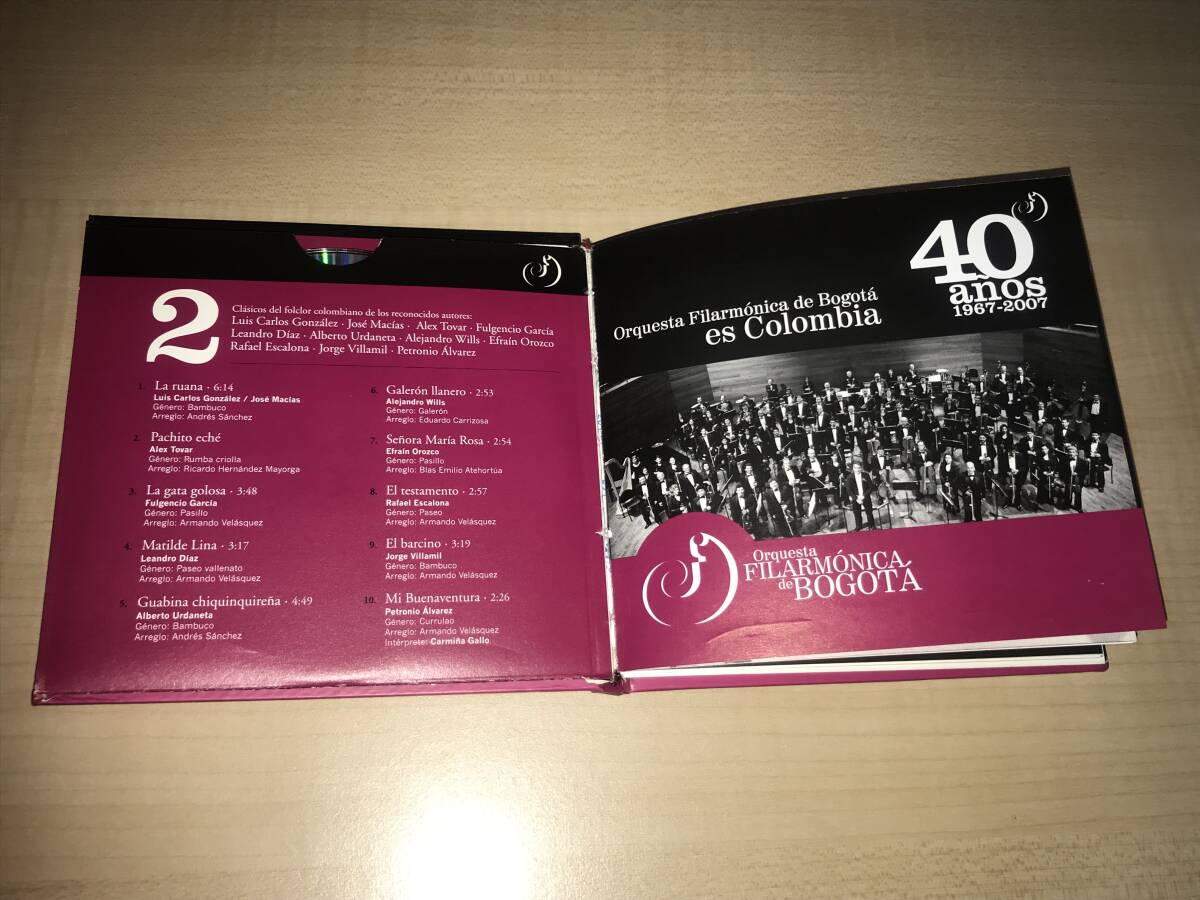 2
Clásicos del folclor colombiano de los reconocidos autores:
Luis Carlos González · José Macías · Alex Tovar · Fulgencio García
Leandro Díaz · Alberto Urdaneta · Alejandro Wills · Efraín Orozco
Rafael Escalona · Jorge Villamil · Petronio Álvarez
1. La ruana · 6:14
Luis Carlos González / José Macías
Género: Bambuco
Arreglo: Andrés Sánchez
2. Pachito eché
Alex Tovar
Género: Rumba criolla
Arreglo: Ricardo Hernández Mayorga
3. La gata golosa · 3:48
Fulgencio García
Género: Pasillo
Arreglo: Armando Velásquez
4. Matilde Lina · 3:17
Leandro Díaz
Género: Paseo vallenato
Arreglo: Armando Velásquez
5. Guabina chiquinquireña · 4:49
Alberto Urdaneta
Género: Bambuco
Arreglo: Andrés Sánchez
6. Galerón llanero · 2:53
Alejandro Wills
Género: Galerón
Arreglo: Eduardo Carrizosa
7. Señora María Rosa · 2:54
Efraín Orozco
Género: Pasillo
Arreglo: Blas Emilio Atehortúa
8. El testamento · 2:57
Rafael Escalona
Género: Paseo
Arreglo: Armando Velásquez
9. El barcino · 3:19
Jorge Villamil
Género: Bambuco
Arreglo: Armando Velásquez
10. Mi Buenaventura · 2:26
Petronio Álvarez
Género: Currulao
Arreglo: Armando Velásquez
Intérprete: Carmiña Gallo
40
años
1967-2007
Orquesta Filarmónica de Bogotá
es Colombia
Orquesta
FILARMÓNICA
de BOGOTÁ